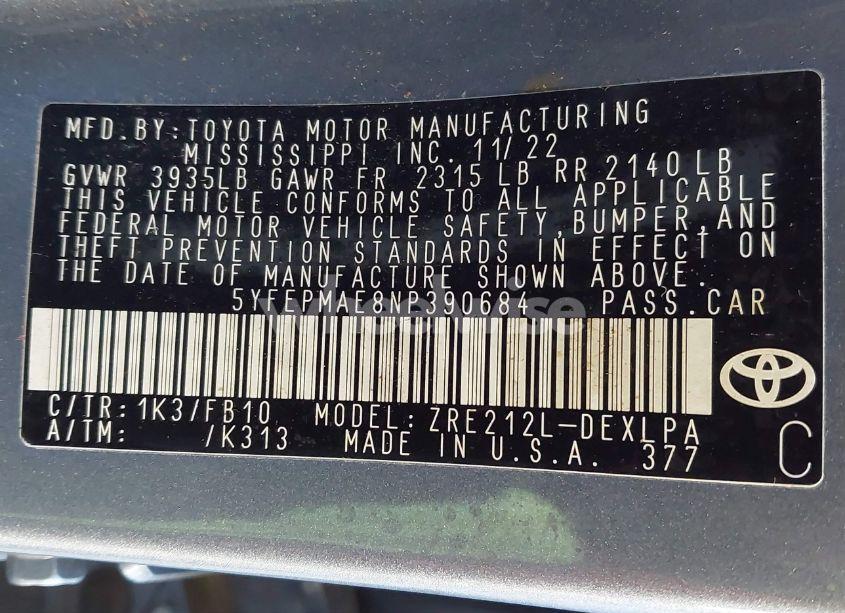 MFD.BY:TOYOTA MOTOR MANUFACTURING
MISSISSIPPI INC. 11/22
GVWR 3935LB GAWR FR 2315 LB RR 2140 LB
THIS VEHICLE CONFORMS TO ALL APPLICABLE
FEDERAL MOTOR VEHICLE SAFETY,BUMPER,AND
THEFT PREVENTION STANDARDS IN EFFECT ON
THE DATE OF MANUFACTURE SHOWN ABOVE.
5YFEPMAE8NP390684 PASS.CAR
wheelwise
C/TR: 1K3/FB10 MODEL: ZRE212L-DEXLPA
A/TM: /K313 MADE IN U.S.A. 377
C